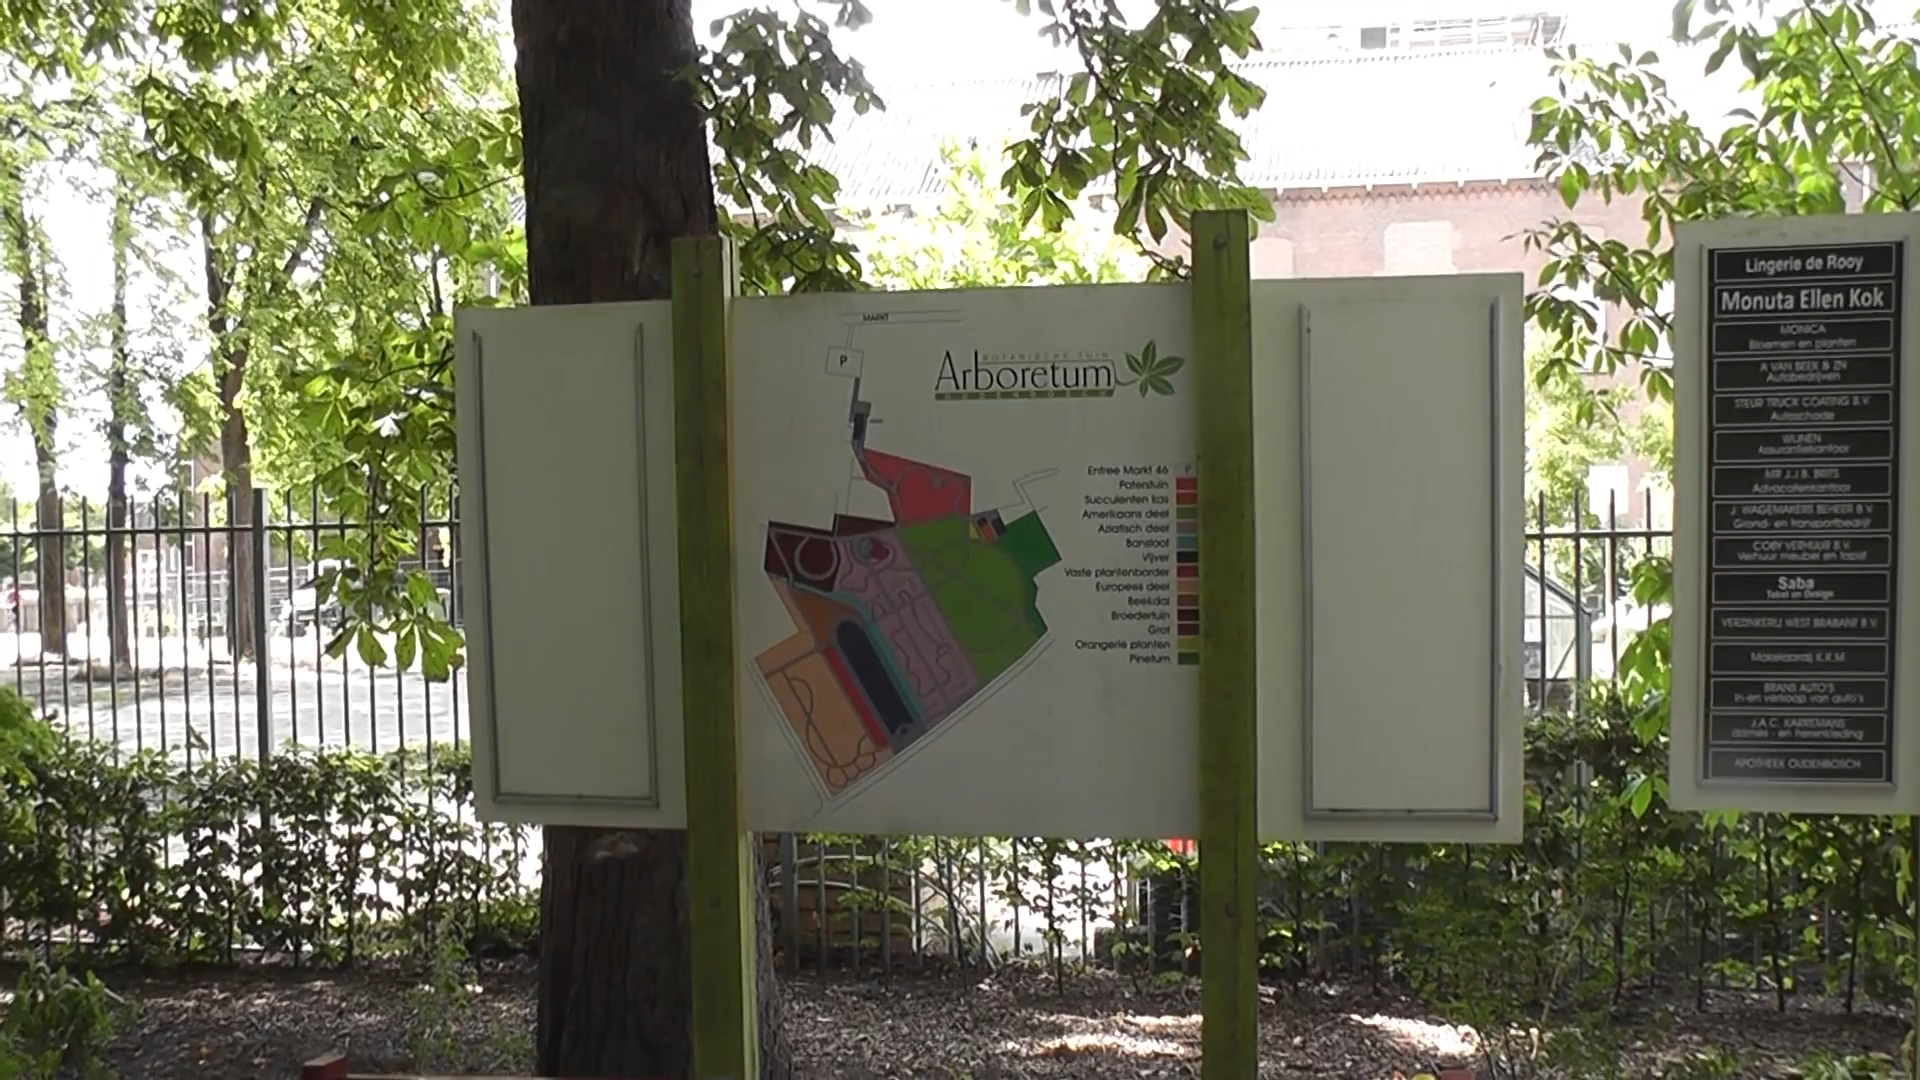 MARKT
P
BOTANISCHE TUIN
Arboretum
OUDENBOSCH
Entree Markt 46 P
Paterstuin
Succulenten kas
Amerikaans deel
Aziatisch deel
Bansloot
Vijver
Vaste plantenborder
Europees deel
Beekdal
Broedertuin
Grot
Orangerie planten
Pinetum
Lingerie de Rooy
Monuta Ellen Kok
MONICA
Bloemen en planten
A VAN BEEK & ZN
Autobedrijven
STEUR TRUCK COATING B.V.
Autoschade
WIJNEN
Assurantiekantoor
MR J.J.B. BRITS
Advocatenkantoor
J. WAGEMAKERS BEHEER B.V.
Grond- en transportbedrijf
COBY VERHUUR B.V.
Verhuur meubel en tapijt
Saba
Tekst en Design
VERZINKERIJ WEST BRABANT B.V.
Makelaardij K.R.M.
BRANS AUTO'S
In-en verkoop van auto's
J.A.C. KARREMANS
dames - en herenkleding
APOTHEEK OUDENBOSCH